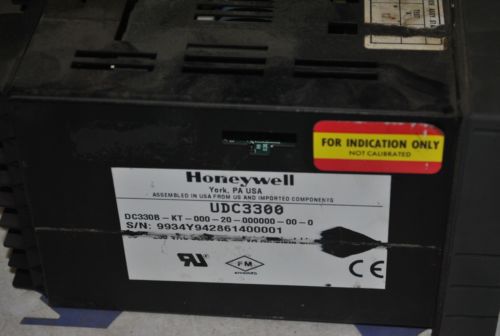 FOR INDICATION ONLY
NOT CALIBRATED
Honeywell
York, PA USA
ASSEMBLED IN USA FROM US AND IMPORTED COMPONENTS
UDC3300
DC330B-KT-000-20-000000-00-0
S/N: 9934Y942861400001
FM
APPROVED
CE